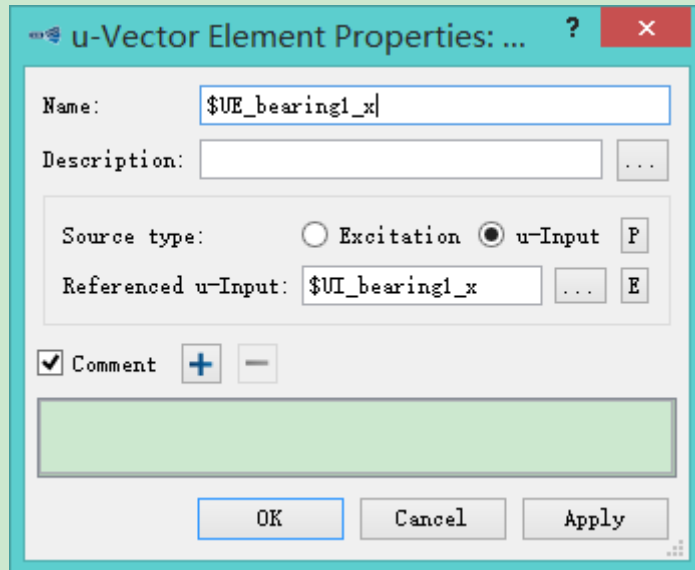 u-Vector Element Properties: ... ? ×
Name: $UE_bearing1_x
Description: ...
Source type: Excitation u-Input P
Referenced u-Input: $UI_bearing1_x ... E
Comment + −
OK Cancel Apply